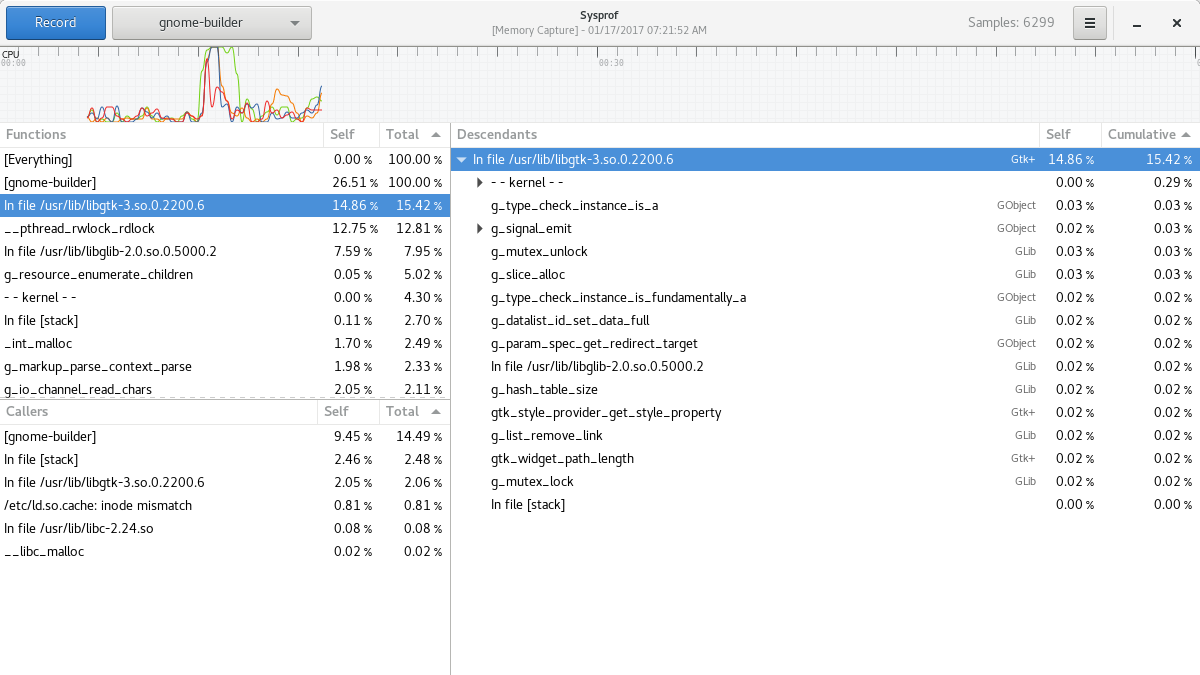 Record
gnome-builder
Sysprof
[Memory Capture] - 01/17/2017 07:21:52 AM
Samples: 6299
CPU
00:00
00:30
Functions Self Total
[Everything] 0.00 % 100.00 %
[gnome-builder] 26.51 % 100.00 %
In file /usr/lib/libgtk-3.so.0.2200.6 14.86 % 15.42 %
__pthread_rwlock_rdlock 12.75 % 12.81 %
In file /usr/lib/libglib-2.0.so.0.5000.2 7.59 % 7.95 %
g_resource_enumerate_children 0.05 % 5.02 %
- - kernel - - 0.00 % 4.30 %
In file [stack] 0.11 % 2.70 %
_int_malloc 1.70 % 2.49 %
g_markup_parse_context_parse 1.98 % 2.33 %
g_io_channel_read_chars 2.05 % 2.11 %
Callers Self Total
[gnome-builder] 9.45 % 14.49 %
In file [stack] 2.46 % 2.48 %
In file /usr/lib/libgtk-3.so.0.2200.6 2.05 % 2.06 %
/etc/ld.so.cache: inode mismatch 0.81 % 0.81 %
In file /usr/lib/libc-2.24.so 0.08 % 0.08 %
__libc_malloc 0.02 % 0.02 %
Descendants Self Cumulative
In file /usr/lib/libgtk-3.so.0.2200.6 Gtk+ 14.86 % 15.42 %
- - kernel - - 0.00 % 0.29 %
g_type_check_instance_is_a GObject 0.03 % 0.03 %
g_signal_emit GObject 0.02 % 0.03 %
g_mutex_unlock GLib 0.03 % 0.03 %
g_slice_alloc GLib 0.03 % 0.03 %
g_type_check_instance_is_fundamentally_a GObject 0.02 % 0.02 %
g_datalist_id_set_data_full GLib 0.02 % 0.02 %
g_param_spec_get_redirect_target GObject 0.02 % 0.02 %
In file /usr/lib/libglib-2.0.so.0.5000.2 0.02 % 0.02 %
g_hash_table_size GLib 0.02 % 0.02 %
gtk_style_provider_get_style_property Gtk+ 0.02 % 0.02 %
g_list_remove_link GLib 0.02 % 0.02 %
gtk_widget_path_length Gtk+ 0.02 % 0.02 %
g_mutex_lock GLib 0.02 % 0.02 %
In file [stack] 0.00 % 0.00 %